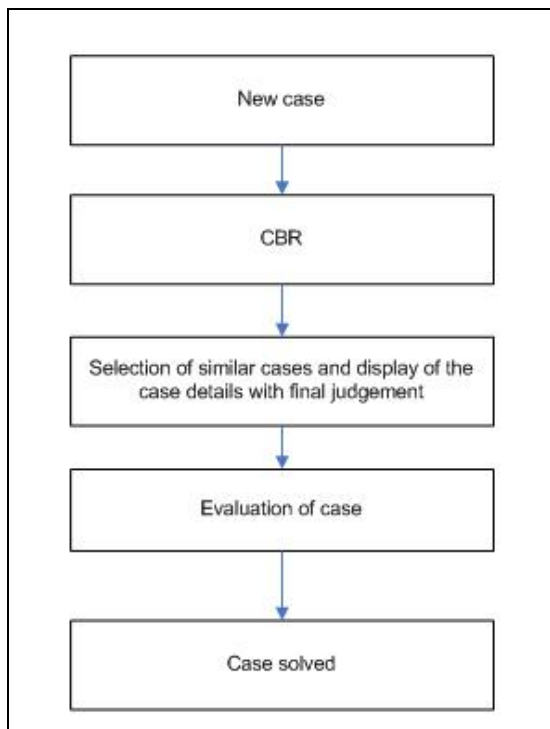 New case
CBR
Selection of similar cases and display of the
case details with final judgement
Evaluation of case
Case solved